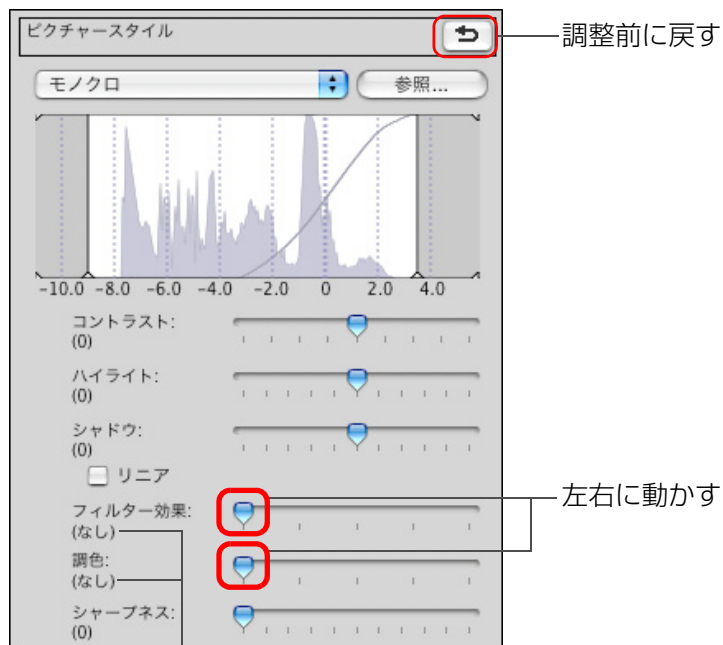 ピクチャースタイル
調整前に戻す
モノクロ
参照...
-10.0 -8.0 -6.0 -4.0 -2.0 0 2.0 4.0
コントラスト:
(0)
ハイライト:
(0)
シャドウ:
(0)
リニア
左右に動かす
フィルター効果:
(なし)
調色:
(なし)
シャープネス:
(0)